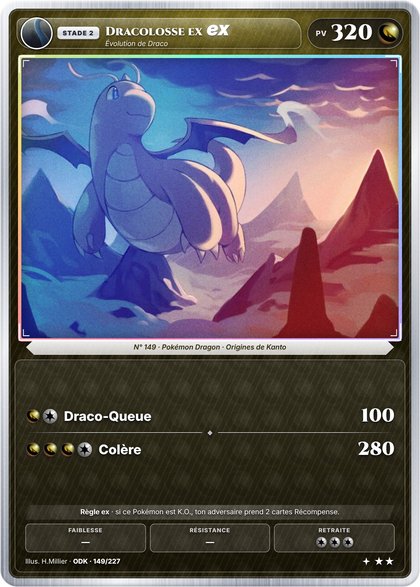 STADE 2 DRACOLOSSE EX ex PV 320
Évolution de Draco
N° 149 · Pokémon Dragon · Origines de Kanto
Draco-Queue 100
Colère 280
Règle ex · si ce Pokémon est K.O., ton adversaire prend 2 cartes Récompense.
FAIBLESSE RÉSISTANCE RETRAITE
— —
Illus. H.Millier · ODK · 149/227